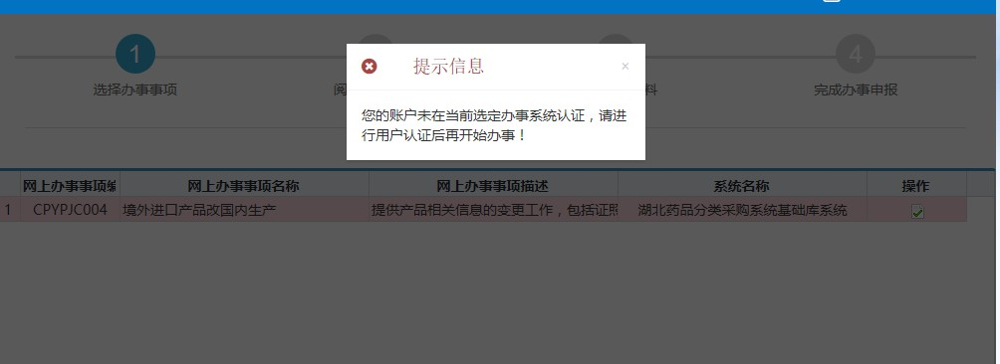 1
4
选择办事事项
阅
料
完成办事申报
提示信息
×
您的账户未在当前选定办事系统认证，请进
行用户认证后再开始办事！
网上办事事项编 网上办事事项名称 网上办事事项描述 系统名称 操作
1 CPYPJC004 境外进口产品改国内生产 提供产品相关信息的变更工作，包括证照 湖北药品分类采购系统基础库系统